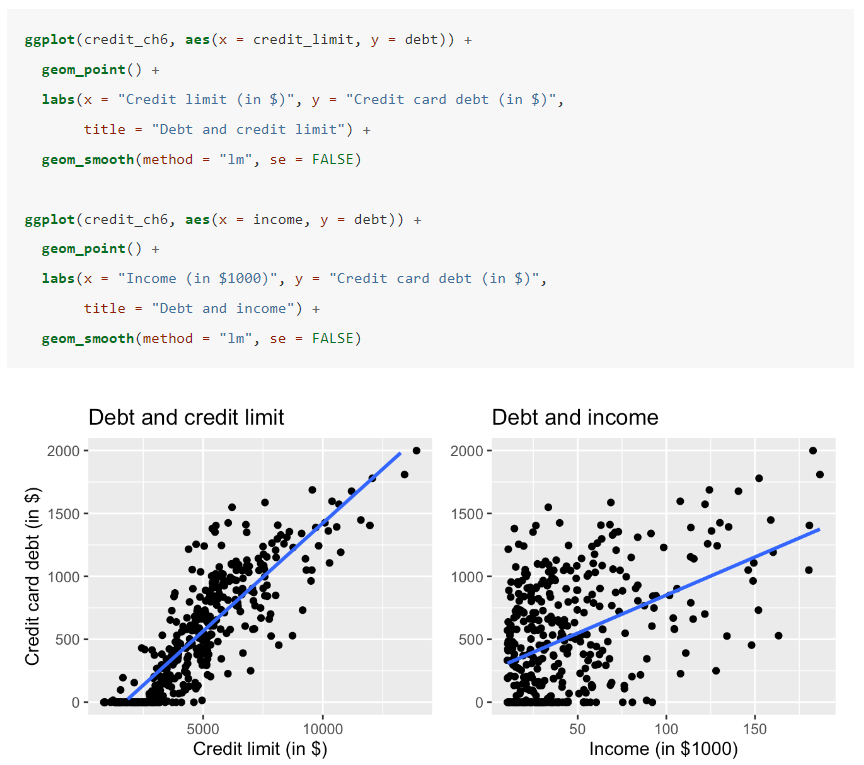 ggplot(credit_ch6, aes(x = credit_limit, y = debt)) +
  geom_point() +
  labs(x = "Credit limit (in $)", y = "Credit card debt (in $)",
       title = "Debt and credit limit") +
  geom_smooth(method = "lm", se = FALSE)

ggplot(credit_ch6, aes(x = income, y = debt)) +
  geom_point() +
  labs(x = "Income (in $1000)", y = "Credit card debt (in $)",
       title = "Debt and income") +
  geom_smooth(method = "lm", se = FALSE)
Debt and credit limit
Credit card debt (in $)
2000
1500
1000
500
0
5000 10000
Credit limit (in $)
Debt and income
2000
1500
1000
500
0
50 100 150
Income (in $1000)